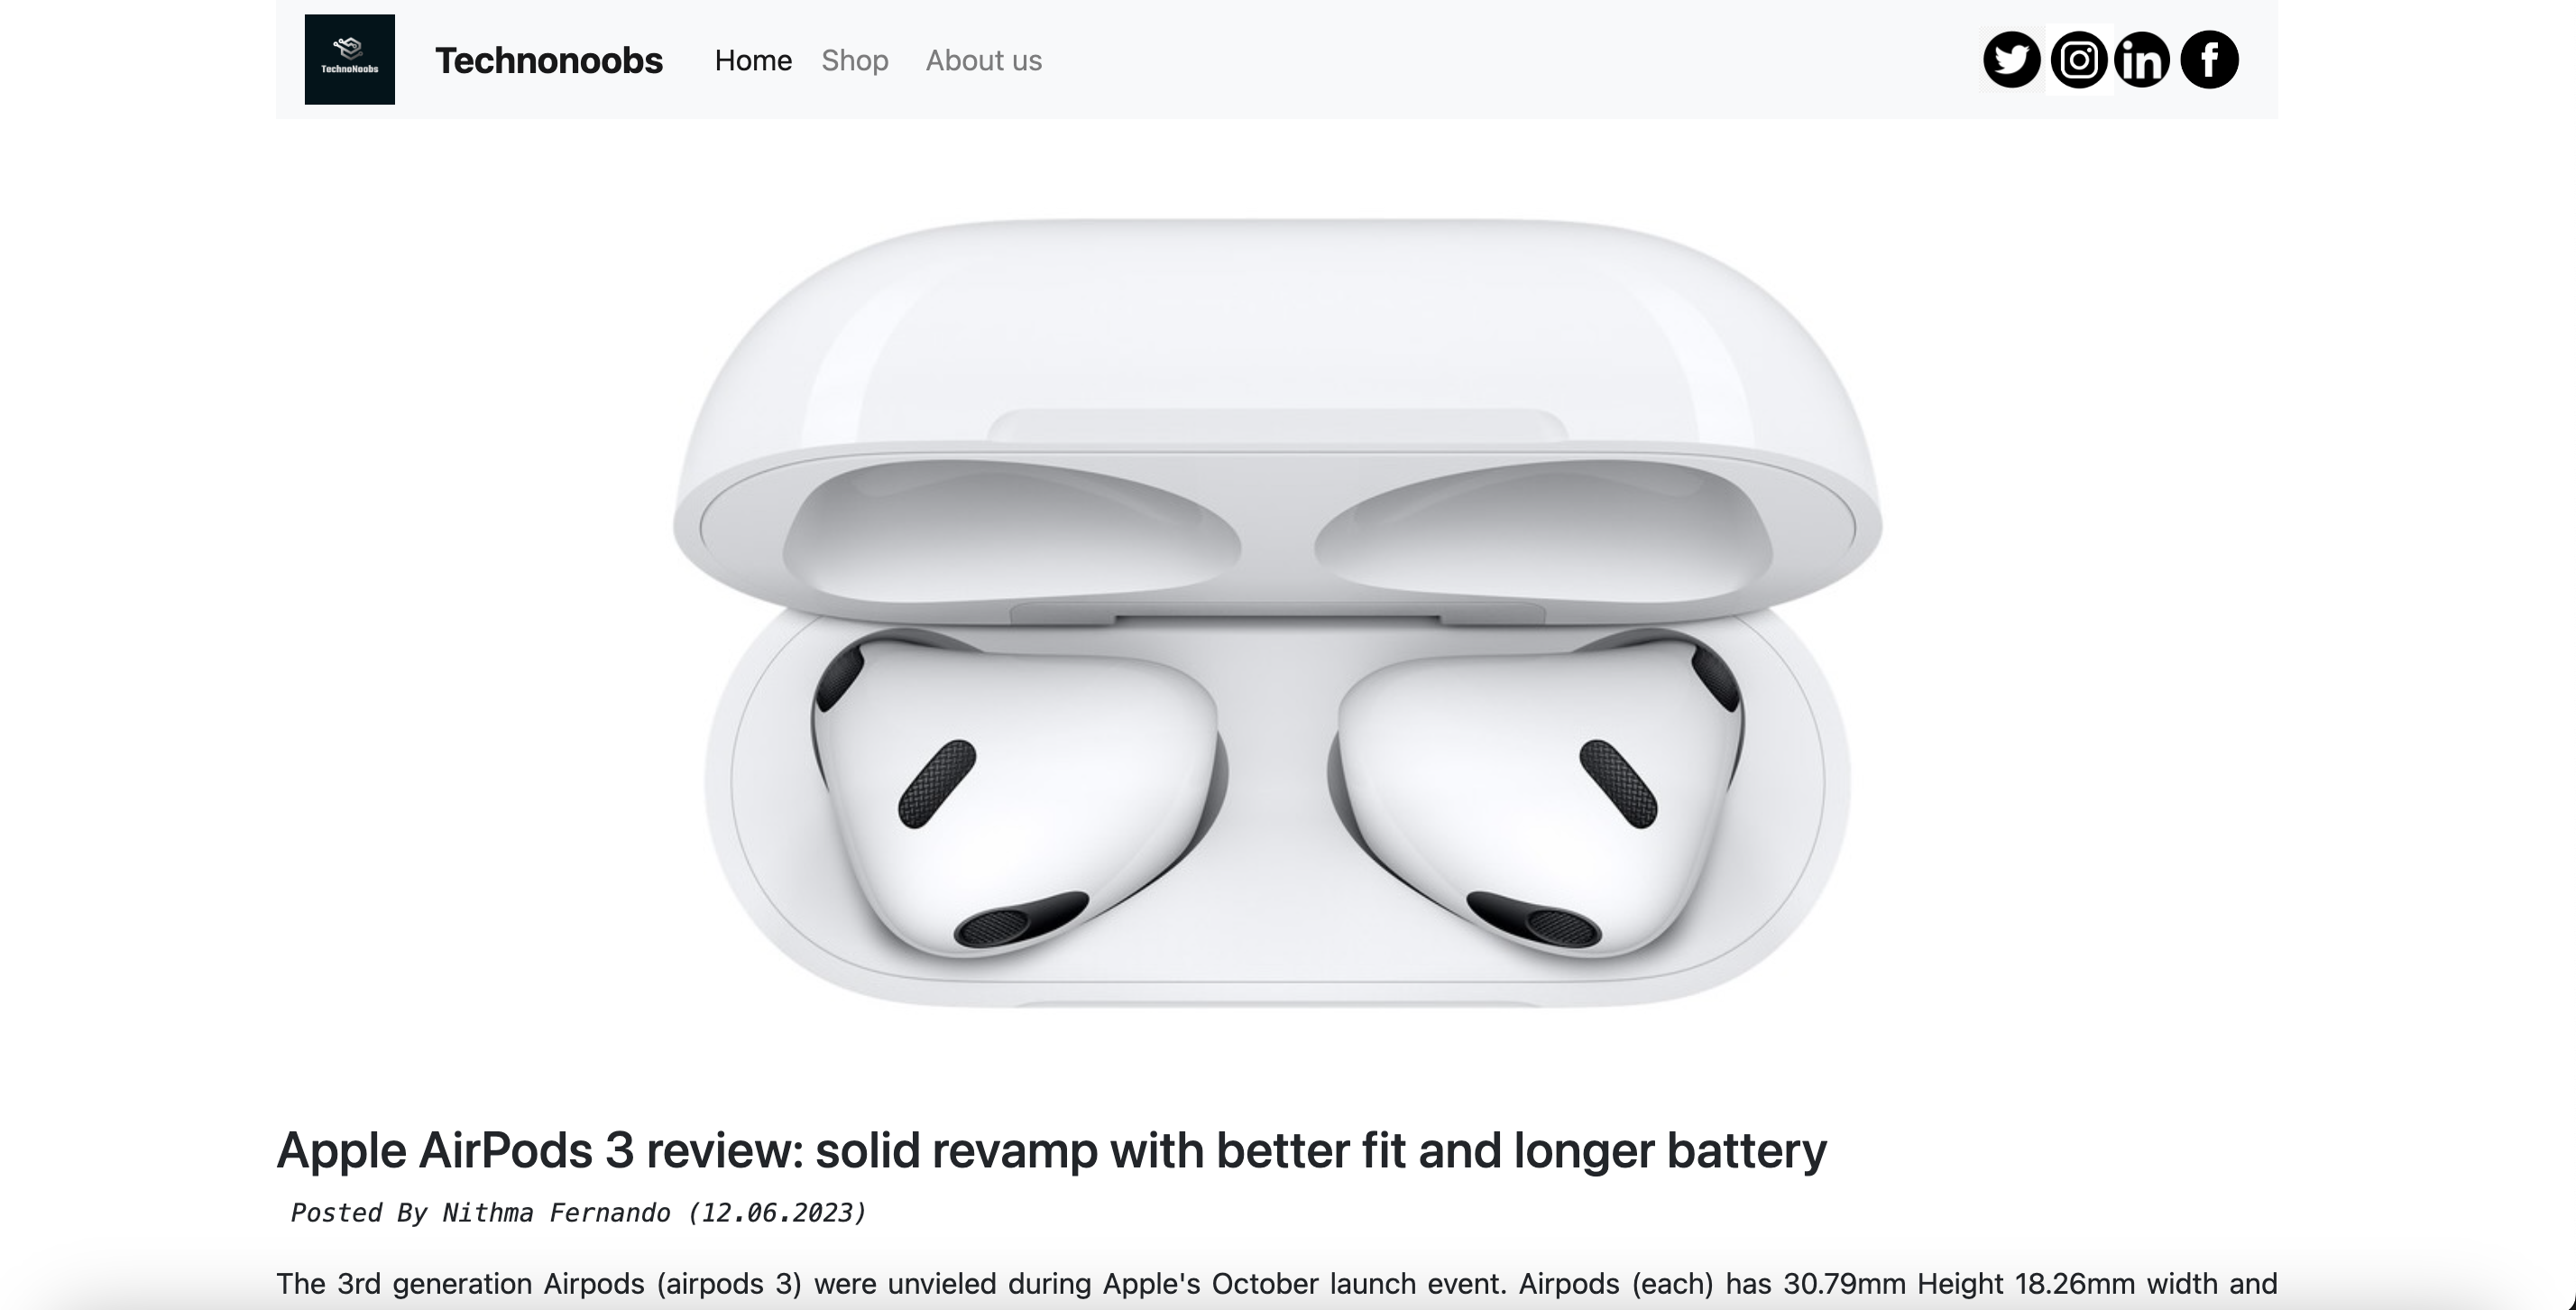 TechnoNoobs
Technonoobs Home Shop About us
Apple AirPods 3 review: solid revamp with better fit and longer battery
Posted By Nithma Fernando (12.06.2023)
The 3rd generation Airpods (airpods 3) were unvieled during Apple's October launch event. Airpods (each) has 30.79mm Height 18.26mm width and